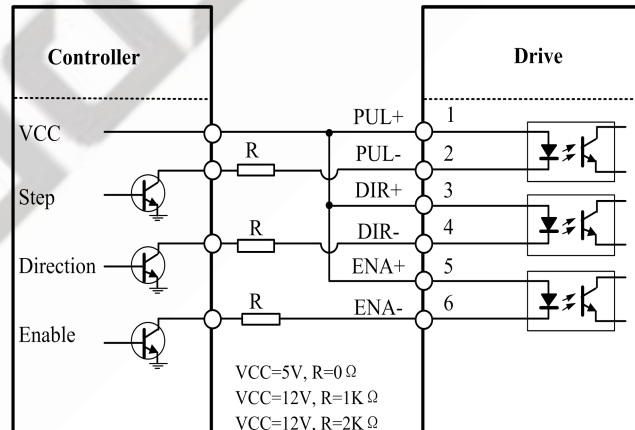 Controller
Drive
VCC
PUL+
1
R
PUL-
2
Step
DIR+
3
R
DIR-
4
Direction
ENA+
5
R
ENA-
6
Enable
VCC=5V, R=0 Ω
VCC=12V, R=1K Ω
VCC=12V, R=2K Ω